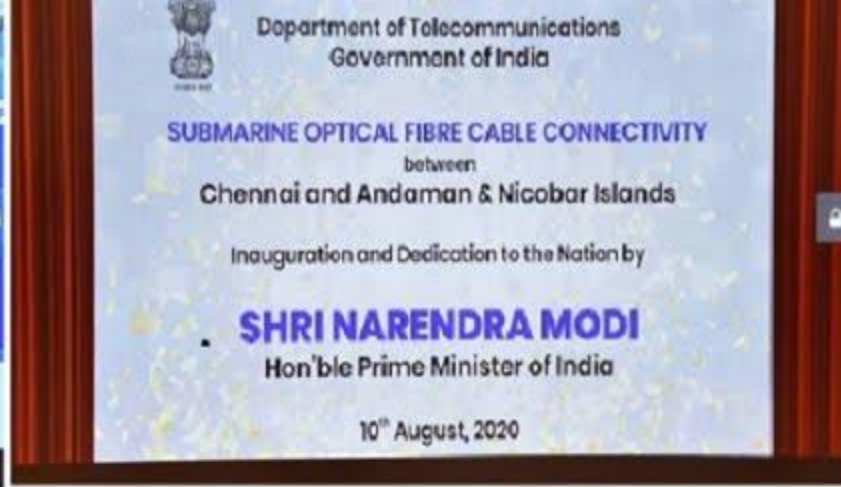 Department of Telecommunications
Government of India
SUBMARINE OPTICAL FIBRE CABLE CONNECTIVITY
between
Chennai and Andaman & Nicobar Islands
Inauguration and Dedication to the Nation by
SHRI NARENDRA MODI
Hon'ble Prime Minister of India
10th August, 2020